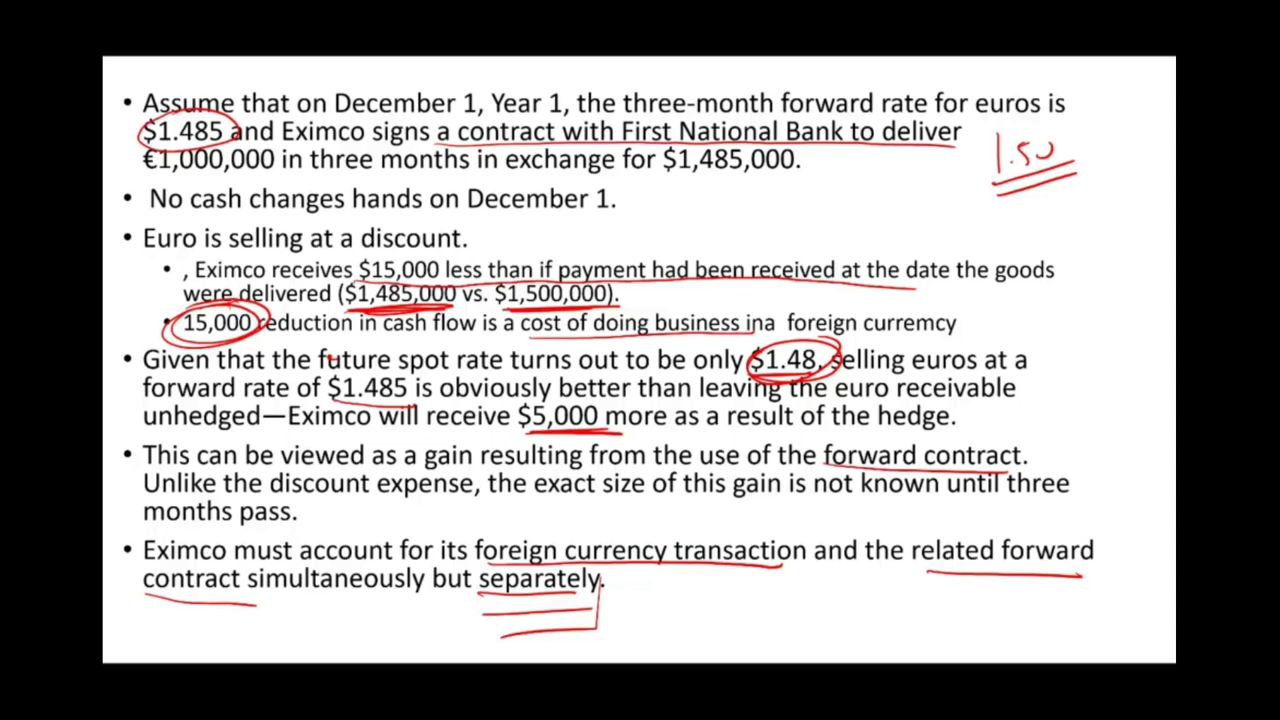 • Assume that on December 1, Year 1, the three-month forward rate for euros is
$1.485 and Eximco signs a contract with First National Bank to deliver
€1,000,000 in three months in exchange for $1,485,000.
1.50
• No cash changes hands on December 1.
• Euro is selling at a discount.
• , Eximco receives $15,000 less than if payment had been received at the date the goods
were delivered ($1,485,000 vs. $1,500,000).
• 15,000 reduction in cash flow is a cost of doing business ina foreign curremcy
• Given that the future spot rate turns out to be only $1.48, selling euros at a
forward rate of $1.485 is obviously better than leaving the euro receivable
unhedged—Eximco will receive $5,000 more as a result of the hedge.
• This can be viewed as a gain resulting from the use of the forward contract.
Unlike the discount expense, the exact size of this gain is not known until three
months pass.
• Eximco must account for its foreign currency transaction and the related forward
contract simultaneously but separately.